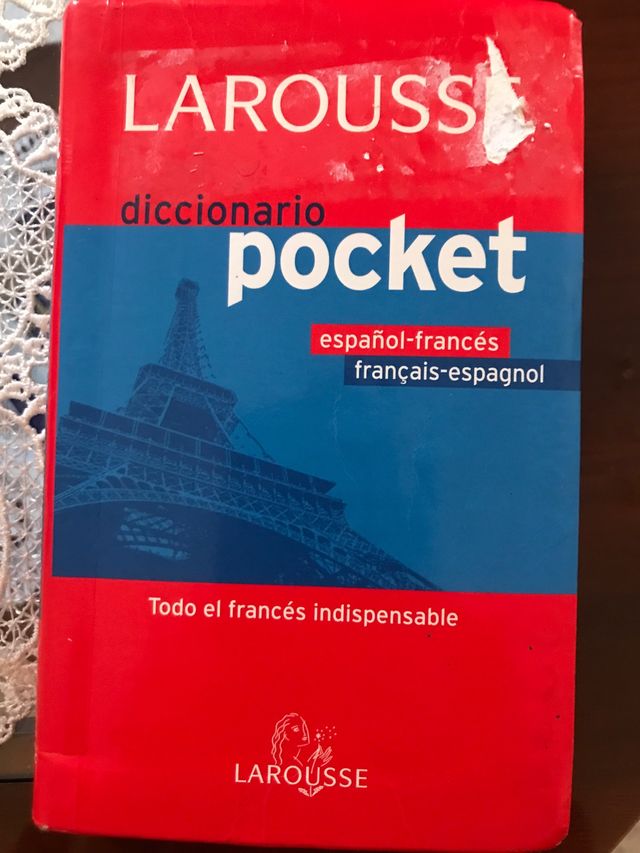 LAROUSSE
diccionario
pocket
español-francés
français-espagnol
Todo el francés indispensable
LAROUSSE